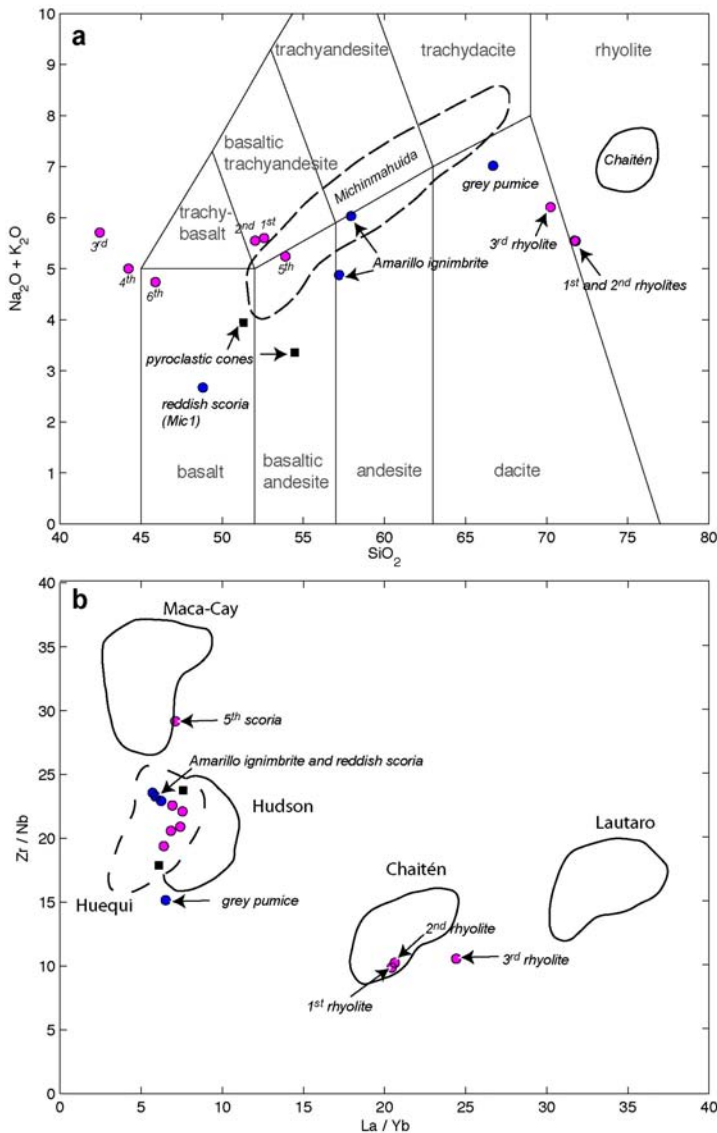 a
trachyandesite
trachydacite
rhyolite
basaltic
trachyandesite
Michinmahuida
Chaitén
grey pumice
trachy-
basalt
2nd 1st
3rd
4th
6th
5th
Amarillo ignimbrite
3rd rhyolite
1st and 2nd rhyolites
pyroclastic cones
reddish scoria
(Mic1)
basalt
basaltic
andesite
andesite
dacite
Na2O + K2O
10
9
8
7
6
5
4
3
2
1
0
40 45 50 55 60 65 70 75 80
SiO2
b
Maca-Cay
5th scoria
Amarillo ignimbrite and reddish scoria
Hudson
Huequi
grey pumice
Chaitén
Lautaro
2nd rhyolite
3rd rhyolite
1st rhyolite
Zr / Nb
40
35
30
25
20
15
10
5
0
0 5 10 15 20 25 30 35 40
La / Yb